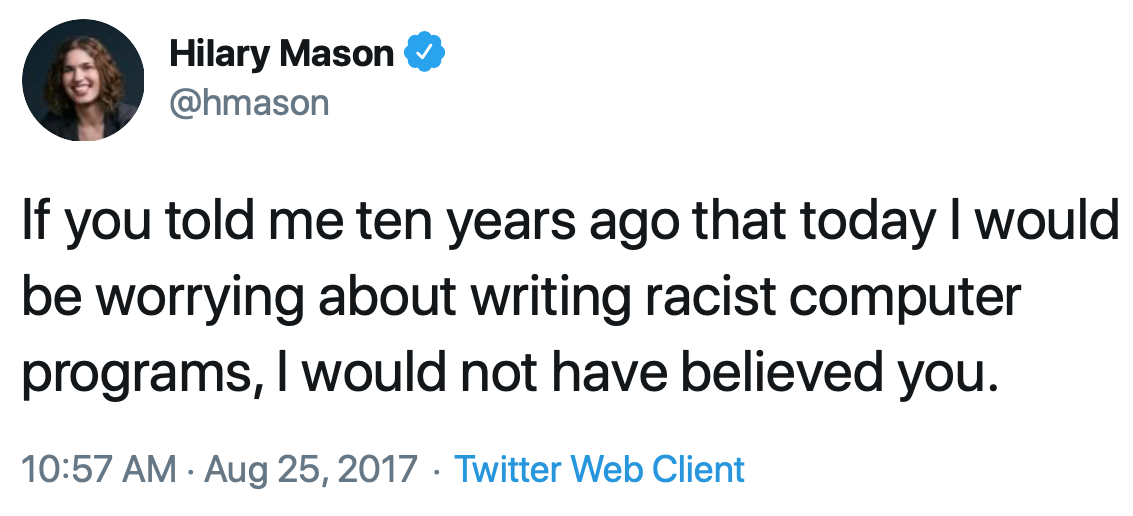 Hilary Mason
@hmason
If you told me ten years ago that today I would
be worrying about writing racist computer
programs, I would not have believed you.
10:57 AM · Aug 25, 2017 · Twitter Web Client